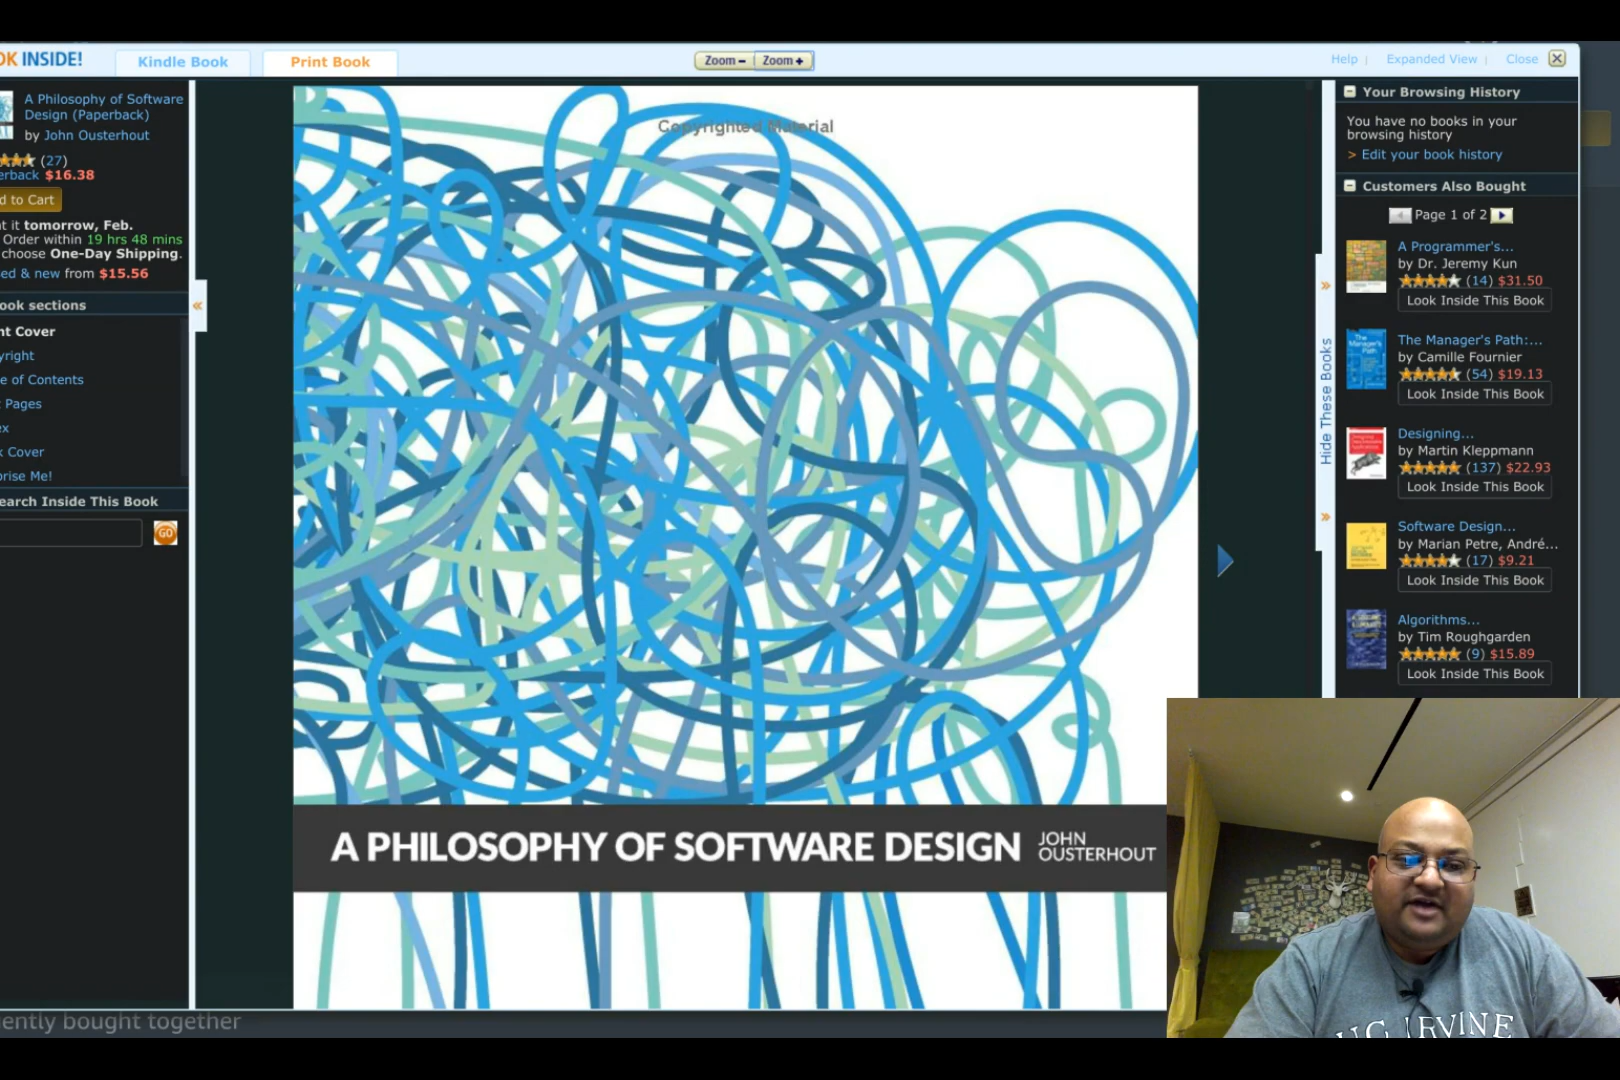 OK INSIDE!
Kindle Book
Print Book
Zoom –
Zoom +
Help |
Expanded View |
Close
A Philosophy of Software
Design (Paperback)
by John Ousterhout
(27)
erback $16.38
d to Cart
t it tomorrow, Feb.
Order within 19 hrs 48 mins
choose One-Day Shipping.
ed & new from $15.56
ook sections
nt Cover
yright
e of Contents
t Pages
ex
k Cover
prise Me!
earch Inside This Book
GO
«
Copyrighted Material
A PHILOSOPHY OF SOFTWARE DESIGN
JOHN
OUSTERHOUT
»
Hide These Books
»
Your Browsing History
You have no books in your
browsing history
> Edit your book history
Customers Also Bought
Page 1 of 2
A Programmer's...
by Dr. Jeremy Kun
(14) $31.50
Look Inside This Book
The Manager's Path:...
by Camille Fournier
(54) $19.13
Look Inside This Book
The
Manager's
Path
Designing...
by Martin Kleppmann
(137) $22.93
Look Inside This Book
Software Design...
by Marian Petre, André...
(17) $9.21
Look Inside This Book
Algorithms...
by Tim Roughgarden
(9) $15.89
Look Inside This Book
UC IRVINE
ently bought together